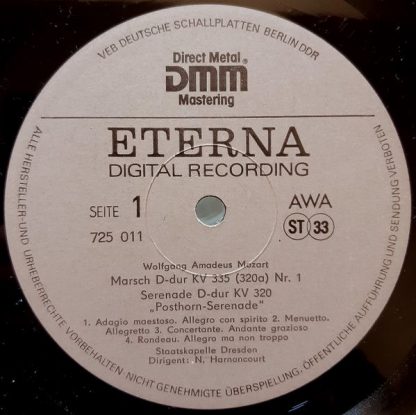 VEB DEUTSCHE SCHALLPLATTEN BERLIN DDR
Direct Metal
DMM®
Mastering
ETERNA
DIGITAL RECORDING
SEITE 1
725 011
AWA
ST 33
Wolfgang Amadeus Mozart
Marsch D-dur KV 335 (320a) Nr. 1
Serenade D-dur KV 320
„Posthorn-Serenade"
1. Adagio maestoso. Allegro con spirito 2. Menuetto.
Allegretto 3. Concertante. Andante grazioso
4. Rondeau. Allegro ma non troppo
Staatskapelle Dresden
Dirigent: N. Harnoncourt
ALLE HERSTELLER-UND URHEBERRECHTE VORBEHALTEN. NICHT GENEHMIGTE ÜBERSPIELUNG, ÖFFENTLICHE AUFFÜHRUNG UND SENDUNG VERBOTEN